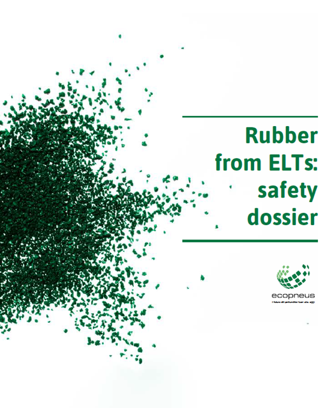 Rubber
from ELTs:
safety
dossier
ecopneus